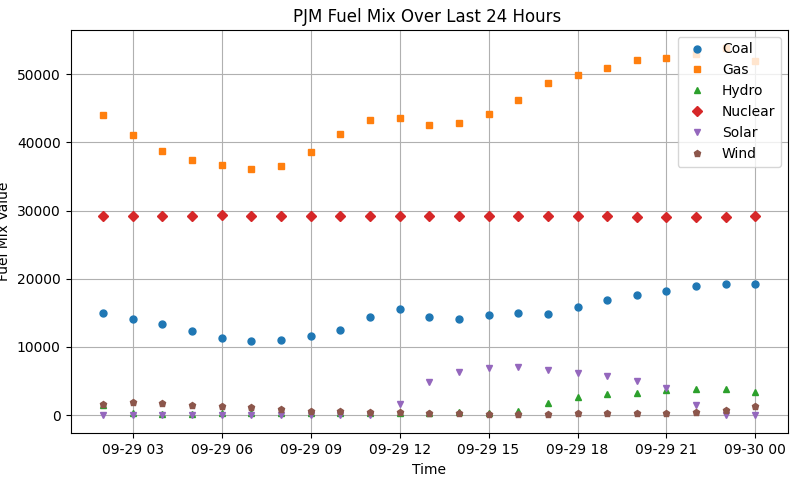 PJM Fuel Mix Over Last 24 Hours
Coal
Gas
Hydro
Nuclear
Solar
Wind
50000
40000
30000
20000
10000
0
Fuel Mix Value
09-29 03 09-29 06 09-29 09 09-29 12 09-29 15 09-29 18 09-29 21 09-30 00
Time